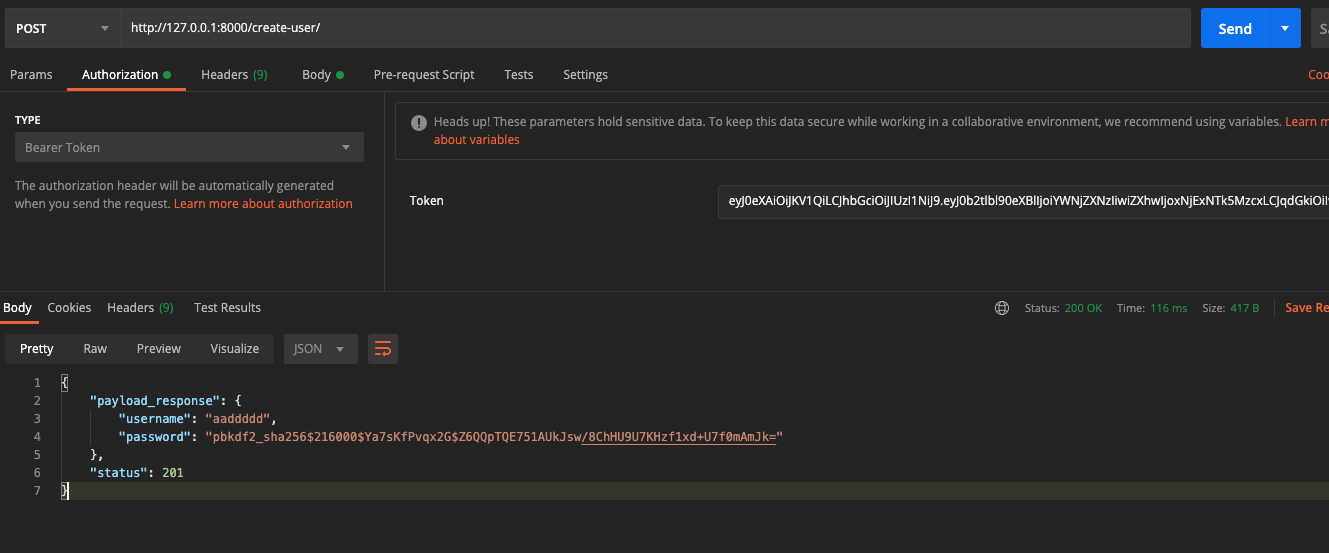 POST http://127.0.0.1:8000/create-user/ Send
Params Authorization Headers (9) Body Pre-request Script Tests Settings
TYPE
Bearer Token
The authorization header will be automatically generated
when you send the request. Learn more about authorization
Heads up! These parameters hold sensitive data. To keep this data secure while working in a collaborative environment, we recommend using variables. Learn m
about variables
Token eyJ0eXAiOiJKV1QiLCJhbGciOiJIUzI1NiJ9.eyJ0b2tlbl90eXBlIjoiYWNjZXNzIiwiZXhwIjoxNjExNTk5MzcxLCJqdGkiOiI
Body Cookies Headers (9) Test Results Status: 200 OK Time: 116 ms Size: 417 B Save Re
Pretty Raw Preview Visualize JSON
1 {
2 "payload_response": {
3 "username": "aaddddd",
4 "password": "pbkdf2_sha256$216000$Ya7sKfPvqx2G$Z6QQpTQE751AUkJsw/8ChHU9U7KHzf1xd+U7f0mAmJk="
5 },
6 "status": 201
7 }